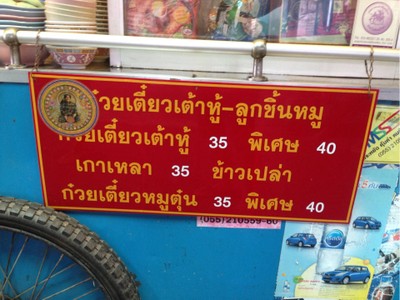 ก๋วยเตี๋ยวเต้าหู้-ลูกชิ้นหมู
ก๋วยเตี๋ยวเต้าหู้ 35 พิเศษ 40
เกาเหลา 35 ข้าวเปล่า
ก๋วยเตี๋ยวหมูตุ๋น 35 พิเศษ 40
(055)210559-60